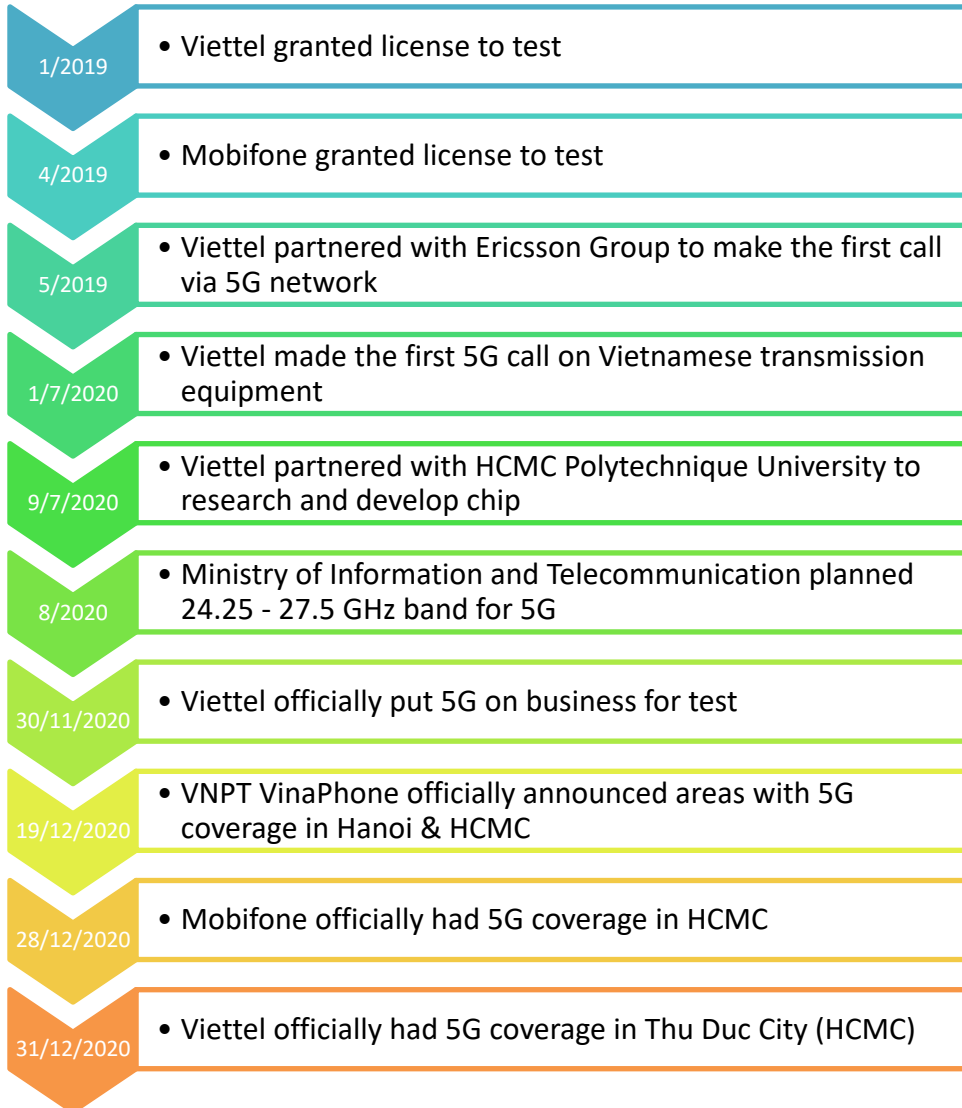 1/2019
• Viettel granted license to test
4/2019
• Mobifone granted license to test
5/2019
• Viettel partnered with Ericsson Group to make the first call
via 5G network
1/7/2020
• Viettel made the first 5G call on Vietnamese transmission
equipment
9/7/2020
• Viettel partnered with HCMC Polytechnique University to
research and develop chip
8/2020
• Ministry of Information and Telecommunication planned
24.25 - 27.5 GHz band for 5G
30/11/2020
• Viettel officially put 5G on business for test
19/12/2020
• VNPT VinaPhone officially announced areas with 5G
coverage in Hanoi & HCMC
28/12/2020
• Mobifone officially had 5G coverage in HCMC
31/12/2020
• Viettel officially had 5G coverage in Thu Duc City (HCMC)